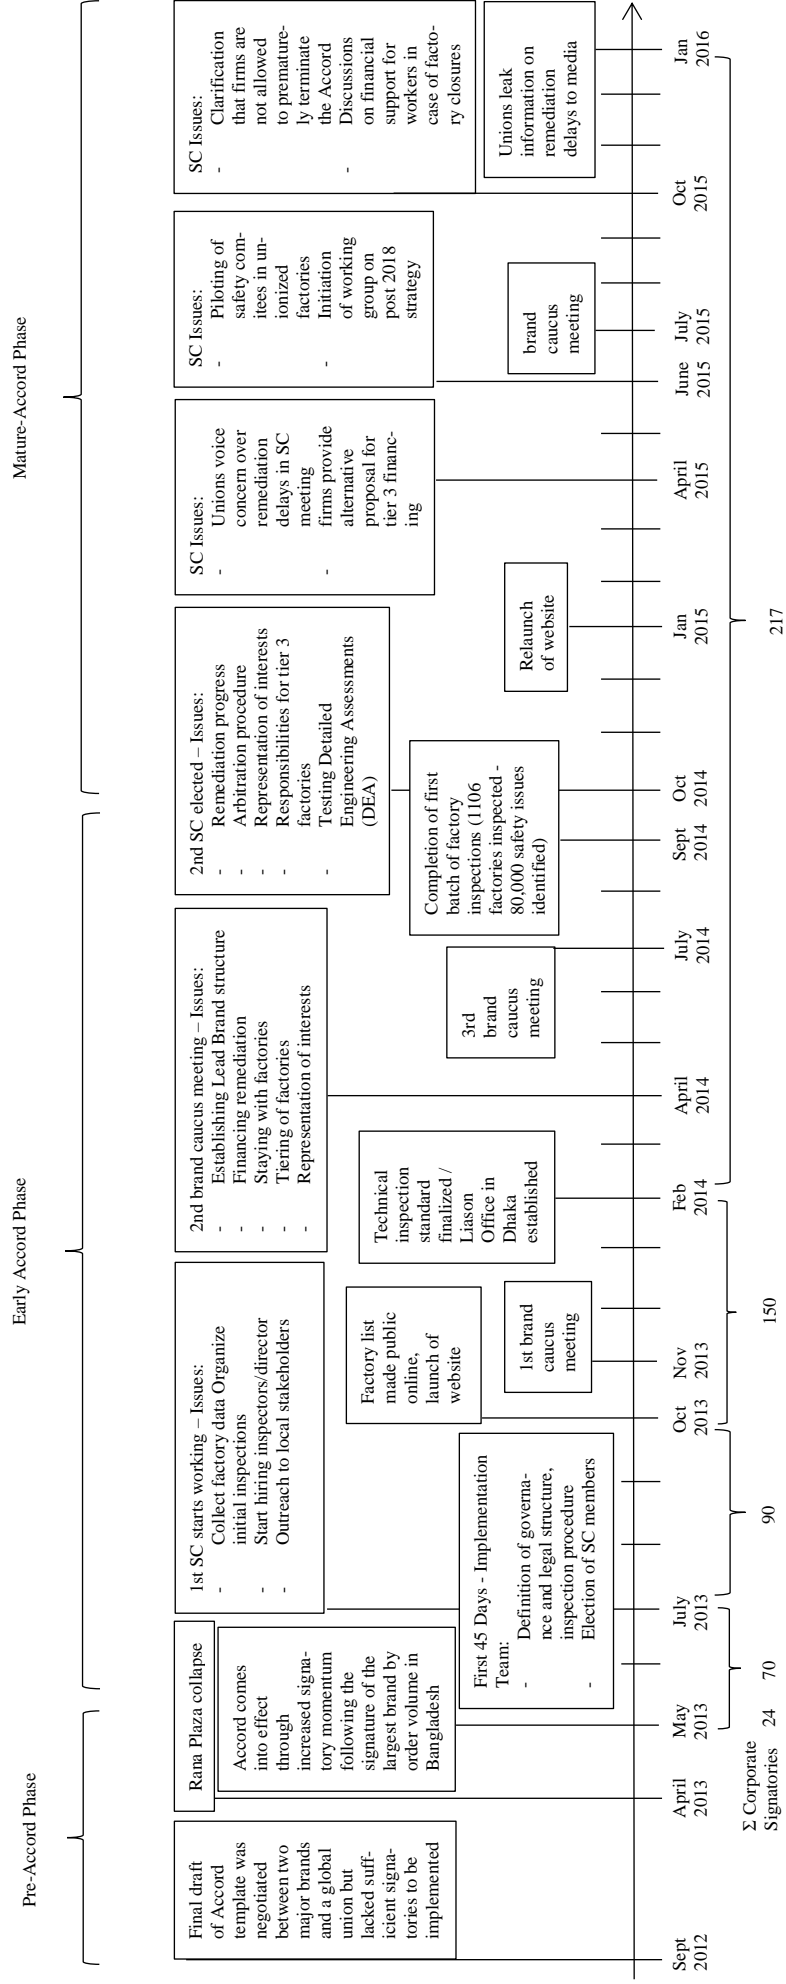 Pre-Accord Phase
Early Accord Phase
Mature-Accord Phase
Final draft
of Accord
template was
negotiated
between two
major brands
and a global
union but
lacked suff-
icient signa-
tories to be
implemented
Rana Plaza collapse
Accord comes
into effect
through
increased signa-
tory momentum
following the
signature of the
largest brand by
order volume in
Bangladesh
1st SC starts working – Issues:
- Collect factory data Organize
initial inspections
- Start hiring inspectors/director
- Outreach to local stakeholders
First 45 Days - Implementation
Team:
- Definition of governa-
nce and legal structure,
inspection procedure
- Election of SC members
Factory list
made public
online,
launch of
website
1st brand
caucus
meeting
2nd brand caucus meeting – Issues:
- Establishing Lead Brand structure
- Financing remediation
- Staying with factories
- Tiering of factories
- Representation of interests
Technical
inspection
standard
finalized /
Liason
Office in
Dhaka
established
3rd
brand
caucus
meeting
2nd SC elected – Issues:
- Remediation progress
- Arbitration procedure
- Representation of interests
- Responsibilities for tier 3
factories
- Testing Detailed
Engineering Assessments
(DEA)
Completion of first
batch of factory
inspections (1106
factories inspected -
80,000 safety issues
identified)
Relaunch
of website
SC Issues:
- Unions voice
concern over
remediation
delays in SC
meeting
- firms provide
alternative
proposal for
tier 3 financ-
ing
SC Issues:
- Piloting of
safety com-
itees in un-
ionized
factories
- Initiation
of working
group on
post 2018
strategy
brand
caucus
meeting
SC Issues:
- Clarification
that firms are
not allowed
to premature-
ly terminate
the Accord
- Discussions
on financial
support for
workers in
case of facto-
ry closures
Unions leak
information on
remediation
delays to media
Sept
2012
April
2013
May
2013
July
2013
Oct
2013
Nov
2013
Feb
2014
April
2014
July
2014
Sept
2014
Oct
2014
Jan
2015
April
2015
June
2015
July
2015
Oct
2015
Jan
2016
Σ Corporate
Signatories
24
70
90
150
217